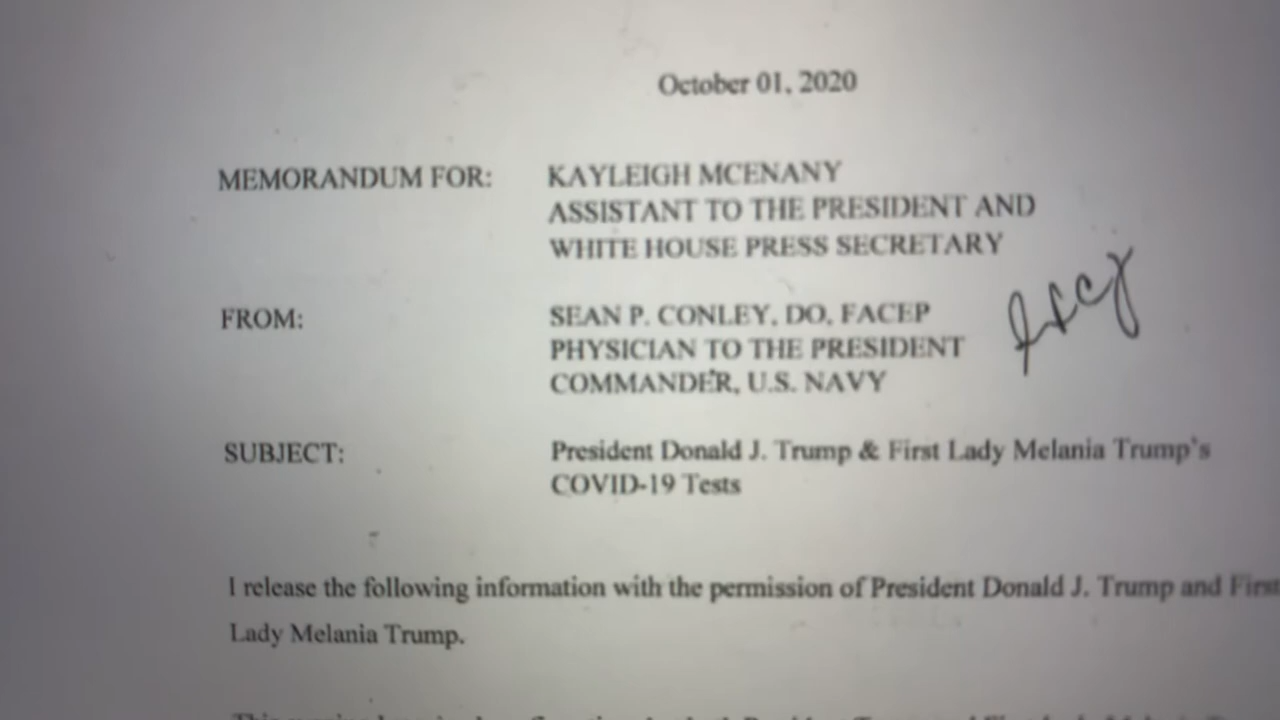 October 01, 2020
MEMORANDUM FOR: KAYLEIGH MCENANY
ASSISTANT TO THE PRESIDENT AND
WHITE HOUSE PRESS SECRETARY
FROM: SEAN P. CONLEY, DO, FACEP
PHYSICIAN TO THE PRESIDENT
COMMANDER, U.S. NAVY
SUBJECT: President Donald J. Trump & First Lady Melania Trump's
COVID-19 Tests
I release the following information with the permission of President Donald J. Trump and First
Lady Melania Trump.